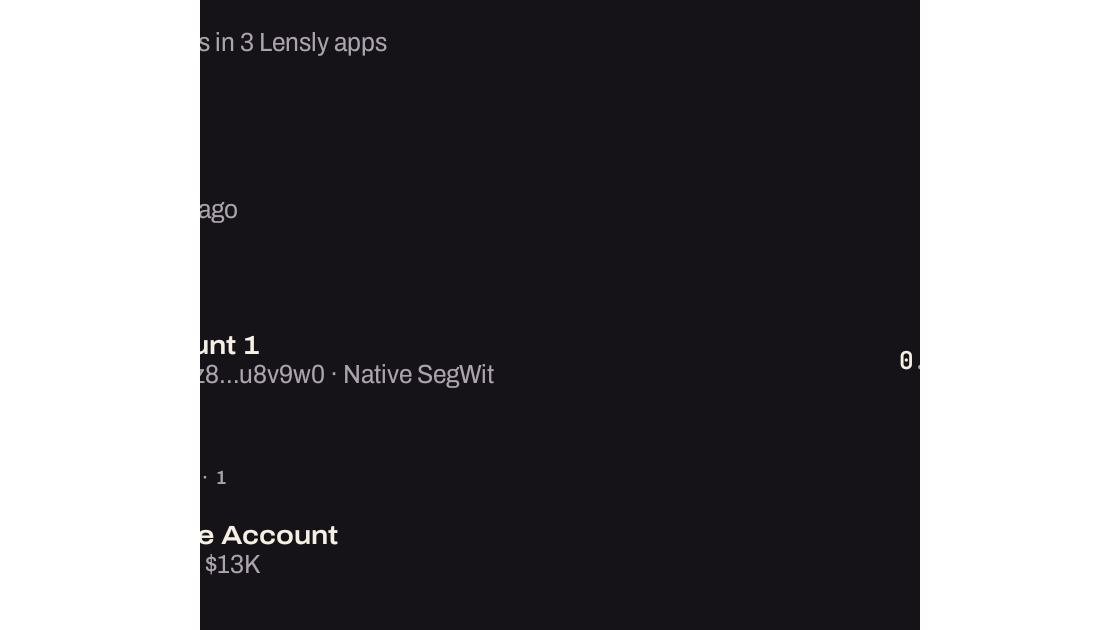 s in 3 Lensly apps
ago
unt 1
z8...u8v9w0 · Native SegWit
0.
· 1
e Account
$13K